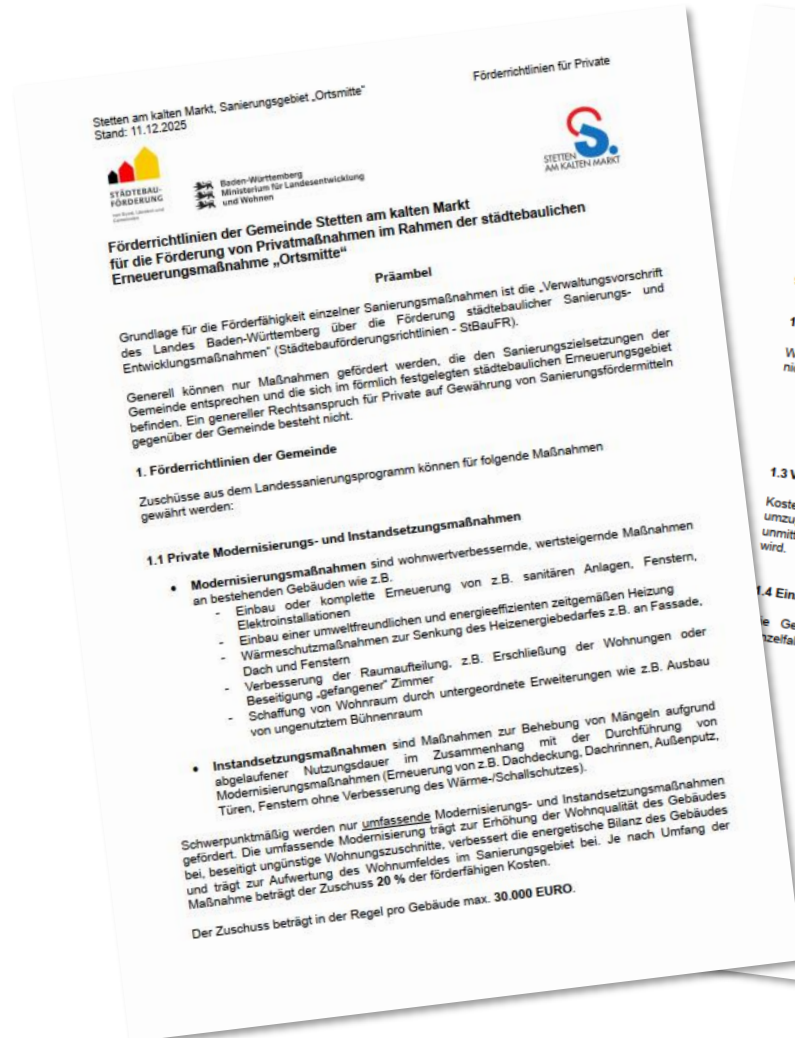 Stetten am kalten Markt, Sanierungsgebiet „Ortsmitte"
Stand: 11.12.2025
Förderrichtlinien für Private
STÄDTEBAU-
FÖRDERUNG
von Bund, Ländern und
Gemeinden
Baden-Württemberg
Ministerium für Landesentwicklung
und Wohnen
STETTEN
AM KALTEN MARKT
Förderrichtlinien der Gemeinde Stetten am kalten Markt
für die Förderung von Privatmaßnahmen im Rahmen der städtebaulichen
Erneuerungsmaßnahme „Ortsmitte"
Präambel
Grundlage für die Förderfähigkeit einzelner Sanierungsmaßnahmen ist die „Verwaltungsvorschrift
des Landes Baden-Württemberg über die Förderung städtebaulicher Sanierungs- und
Entwicklungsmaßnahmen" (Städtebauförderungsrichtlinien - StBauFR).
Generell können nur Maßnahmen gefördert werden, die den Sanierungszielsetzungen der
Gemeinde entsprechen und die sich im förmlich festgelegten städtebaulichen Erneuerungsgebiet
befinden. Ein genereller Rechtsanspruch für Private auf Gewährung von Sanierungsfördermitteln
gegenüber der Gemeinde besteht nicht.
1. Förderrichtlinien der Gemeinde
Zuschüsse aus dem Landessanierungsprogramm können für folgende Maßnahmen
gewährt werden:
1.1 Private Modernisierungs- und Instandsetzungsmaßnahmen
• Modernisierungsmaßnahmen sind wohnwertverbessernde, wertsteigernde Maßnahmen
an bestehenden Gebäuden wie z.B.
- Einbau oder komplette Erneuerung von z.B. sanitären Anlagen, Fenstern,
Elektroinstallationen
- Einbau einer umweltfreundlichen und energieeffizienten zeitgemäßen Heizung
- Wärmeschutzmaßnahmen zur Senkung des Heizenergiebedarfes z.B. an Fassade,
Dach und Fenstern
- Verbesserung der Raumaufteilung, z.B. Erschließung der Wohnungen oder
Beseitigung „gefangener" Zimmer
- Schaffung von Wohnraum durch untergeordnete Erweiterungen wie z.B. Ausbau
von ungenutztem Bühnenraum
• Instandsetzungsmaßnahmen sind Maßnahmen zur Behebung von Mängeln aufgrund
abgelaufener Nutzungsdauer im Zusammenhang mit der Durchführung von
Modernisierungsmaßnahmen (Erneuerung von z.B. Dachdeckung, Dachrinnen, Außenputz,
Türen, Fenstern ohne Verbesserung des Wärme-/Schallschutzes).
Schwerpunktmäßig werden nur umfassende Modernisierungs- und Instandsetzungsmaßnahmen
gefördert. Die umfassende Modernisierung trägt zur Erhöhung der Wohnqualität des Gebäudes
bei, beseitigt ungünstige Wohnungszuschnitte, verbessert die energetische Bilanz des Gebäudes
und trägt zur Aufwertung des Wohnumfeldes im Sanierungsgebiet bei. Je nach Umfang der
Maßnahme beträgt der Zuschuss 20 % der förderfähigen Kosten.
Der Zuschuss beträgt in der Regel pro Gebäude max. 30.000 EURO.
1.3 V
Koste
umzu
unmitt
wird.
1.4 Ein